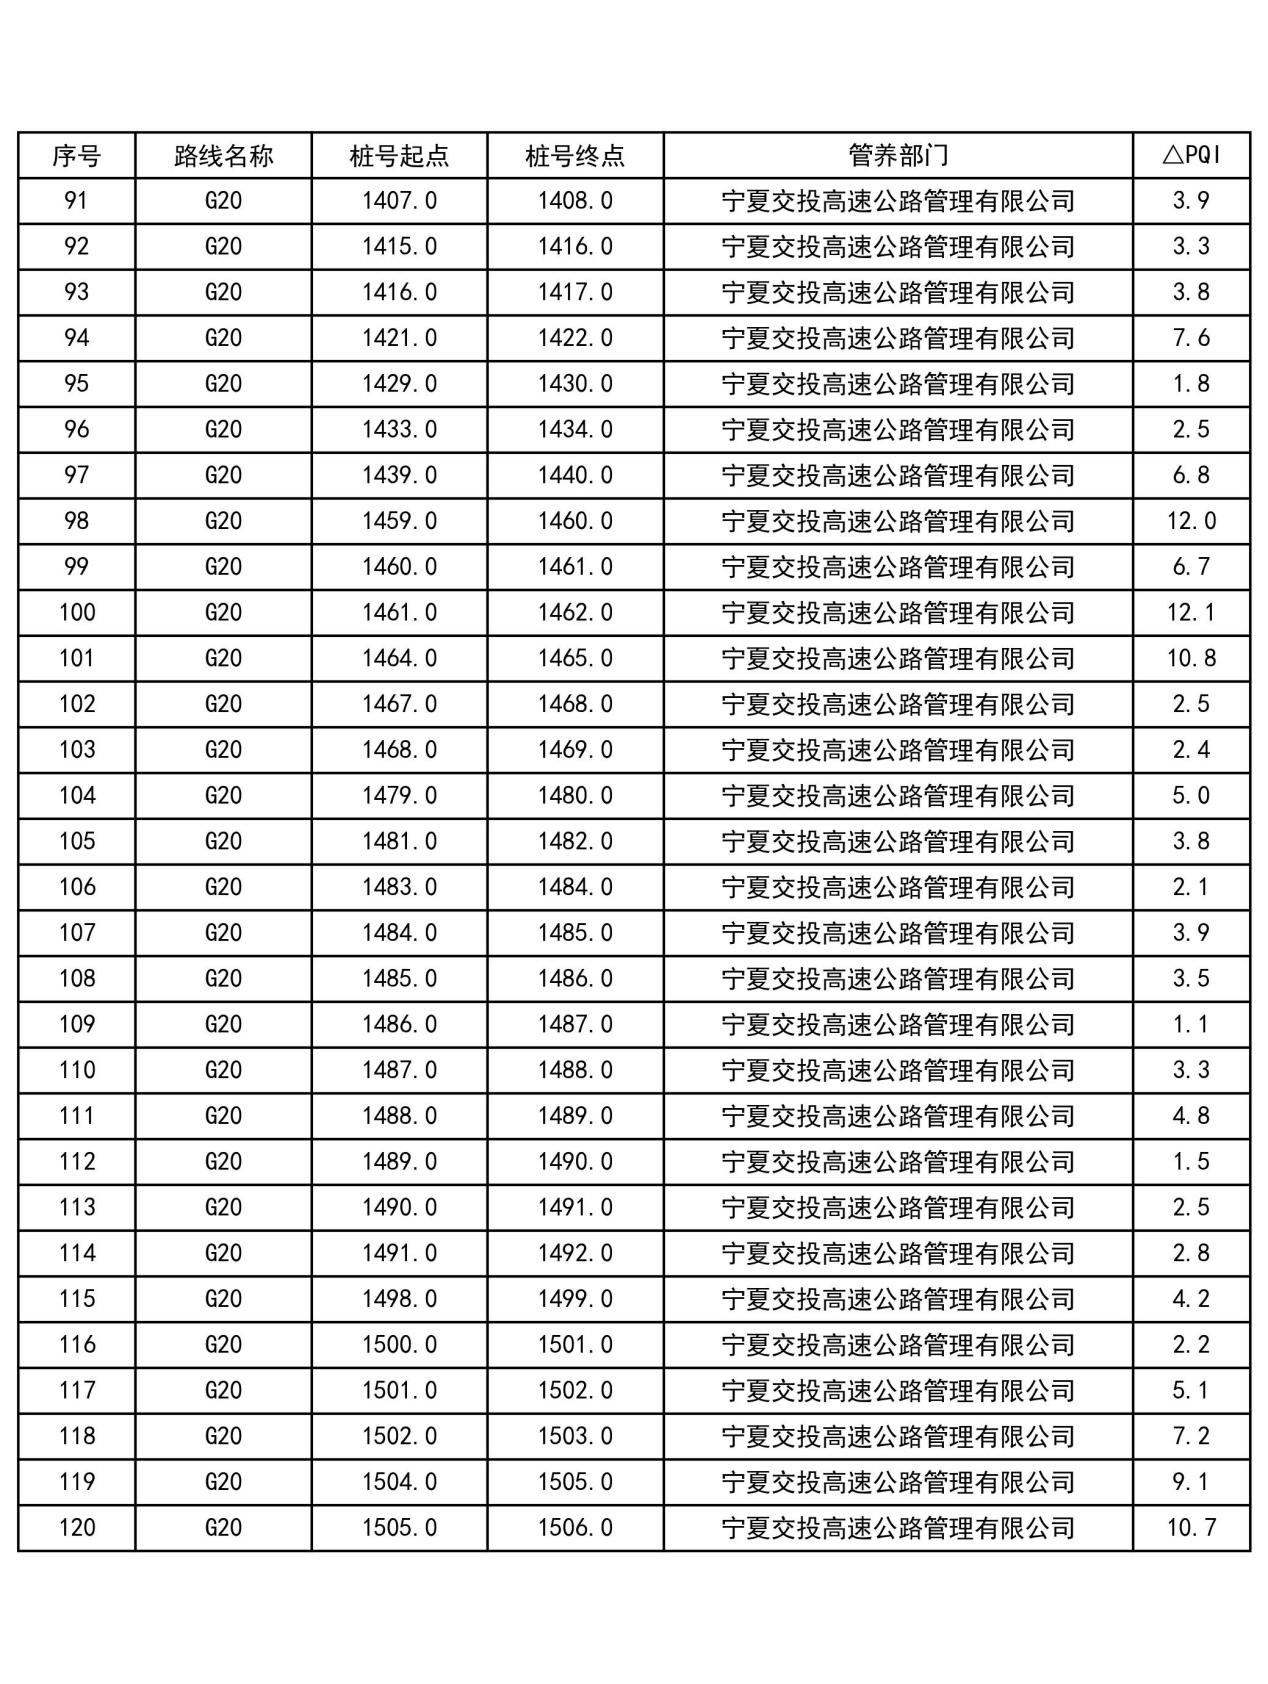 序号 路线名称 桩号起点 桩号终点 管养部门 △PQI
91 G20 1407.0 1408.0 宁夏交投高速公路管理有限公司 3.9
92 G20 1415.0 1416.0 宁夏交投高速公路管理有限公司 3.3
93 G20 1416.0 1417.0 宁夏交投高速公路管理有限公司 3.8
94 G20 1421.0 1422.0 宁夏交投高速公路管理有限公司 7.6
95 G20 1429.0 1430.0 宁夏交投高速公路管理有限公司 1.8
96 G20 1433.0 1434.0 宁夏交投高速公路管理有限公司 2.5
97 G20 1439.0 1440.0 宁夏交投高速公路管理有限公司 6.8
98 G20 1459.0 1460.0 宁夏交投高速公路管理有限公司 12.0
99 G20 1460.0 1461.0 宁夏交投高速公路管理有限公司 6.7
100 G20 1461.0 1462.0 宁夏交投高速公路管理有限公司 12.1
101 G20 1464.0 1465.0 宁夏交投高速公路管理有限公司 10.8
102 G20 1467.0 1468.0 宁夏交投高速公路管理有限公司 2.5
103 G20 1468.0 1469.0 宁夏交投高速公路管理有限公司 2.4
104 G20 1479.0 1480.0 宁夏交投高速公路管理有限公司 5.0
105 G20 1481.0 1482.0 宁夏交投高速公路管理有限公司 3.8
106 G20 1483.0 1484.0 宁夏交投高速公路管理有限公司 2.1
107 G20 1484.0 1485.0 宁夏交投高速公路管理有限公司 3.9
108 G20 1485.0 1486.0 宁夏交投高速公路管理有限公司 3.5
109 G20 1486.0 1487.0 宁夏交投高速公路管理有限公司 1.1
110 G20 1487.0 1488.0 宁夏交投高速公路管理有限公司 3.3
111 G20 1488.0 1489.0 宁夏交投高速公路管理有限公司 4.8
112 G20 1489.0 1490.0 宁夏交投高速公路管理有限公司 1.5
113 G20 1490.0 1491.0 宁夏交投高速公路管理有限公司 2.5
114 G20 1491.0 1492.0 宁夏交投高速公路管理有限公司 2.8
115 G20 1498.0 1499.0 宁夏交投高速公路管理有限公司 4.2
116 G20 1500.0 1501.0 宁夏交投高速公路管理有限公司 2.2
117 G20 1501.0 1502.0 宁夏交投高速公路管理有限公司 5.1
118 G20 1502.0 1503.0 宁夏交投高速公路管理有限公司 7.2
119 G20 1504.0 1505.0 宁夏交投高速公路管理有限公司 9.1
120 G20 1505.0 1506.0 宁夏交投高速公路管理有限公司 10.7